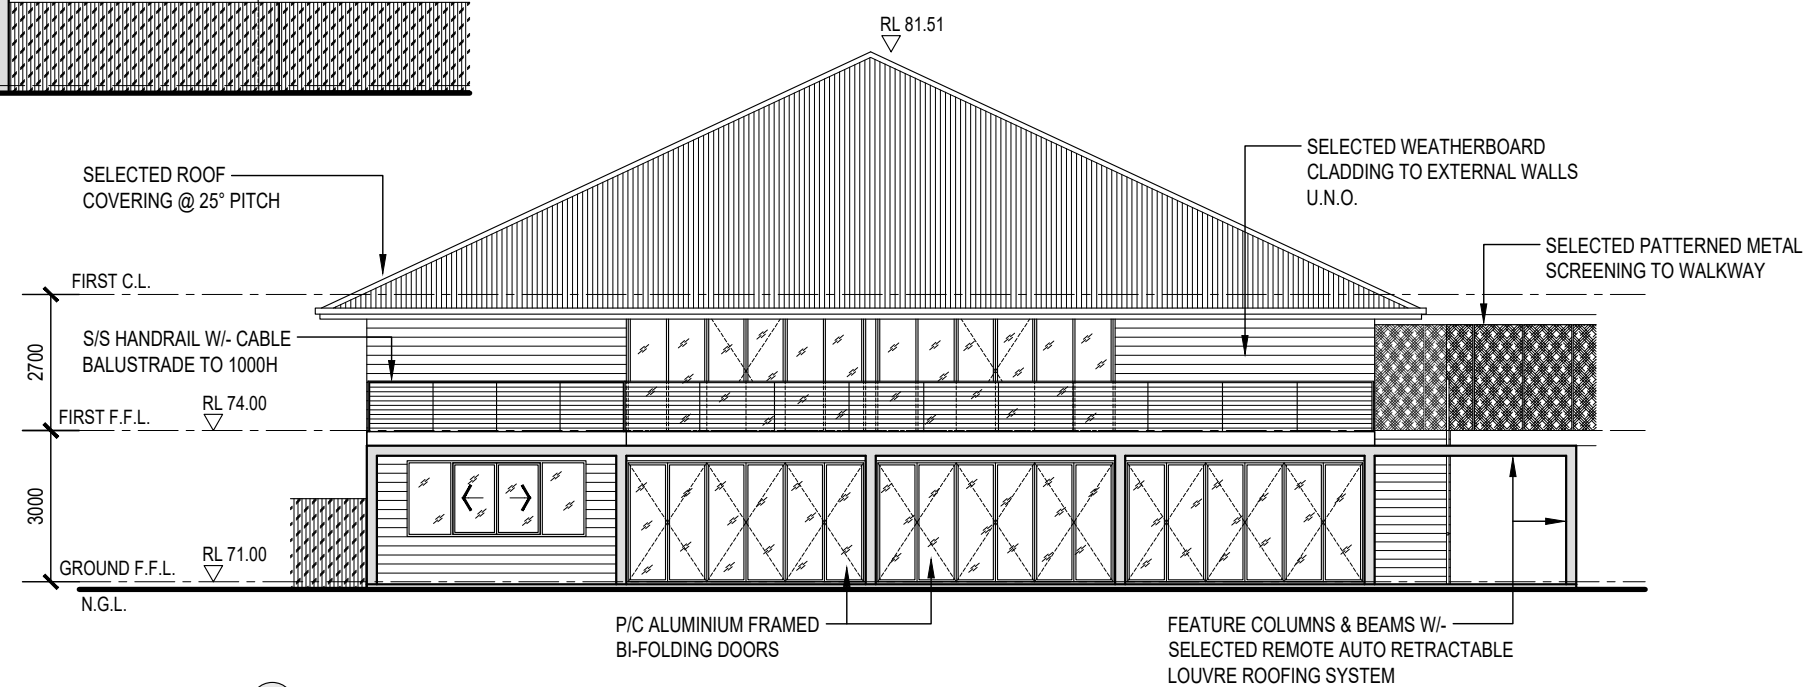 RL 81.51
SELECTED ROOF
COVERING @ 25° PITCH
SELECTED WEATHERBOARD
CLADDING TO EXTERNAL WALLS
U.N.O.
SELECTED PATTERNED METAL
SCREENING TO WALKWAY
FIRST C.L.
S/S HANDRAIL W/- CABLE
BALUSTRADE TO 1000H
2700
RL 74.00
FIRST F.F.L.
3000
RL 71.00
GROUND F.F.L.
N.G.L.
P/C ALUMINIUM FRAMED
BI-FOLDING DOORS
FEATURE COLUMNS & BEAMS W/-
SELECTED REMOTE AUTO RETRACTABLE
LOUVRE ROOFING SYSTEM